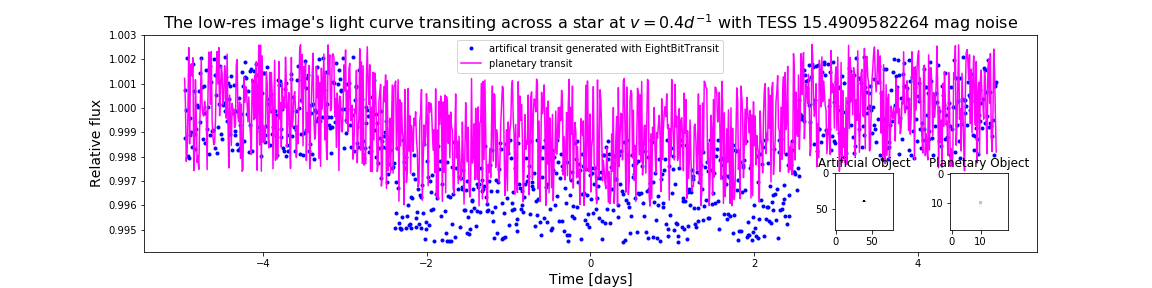 The low-res image's light curve transiting across a star at v = 0.4d⁻¹ with TESS 15.4909582264 mag noise
artifical transit generated with EightBitTransit
planetary transit
Relative flux
1.003
1.002
1.001
1.000
0.999
0.998
0.997
0.996
0.995
Artificial Object
0
50
0 50
Planetary Object
0
10
0 10
−4 −2 0 2 4
Time [days]